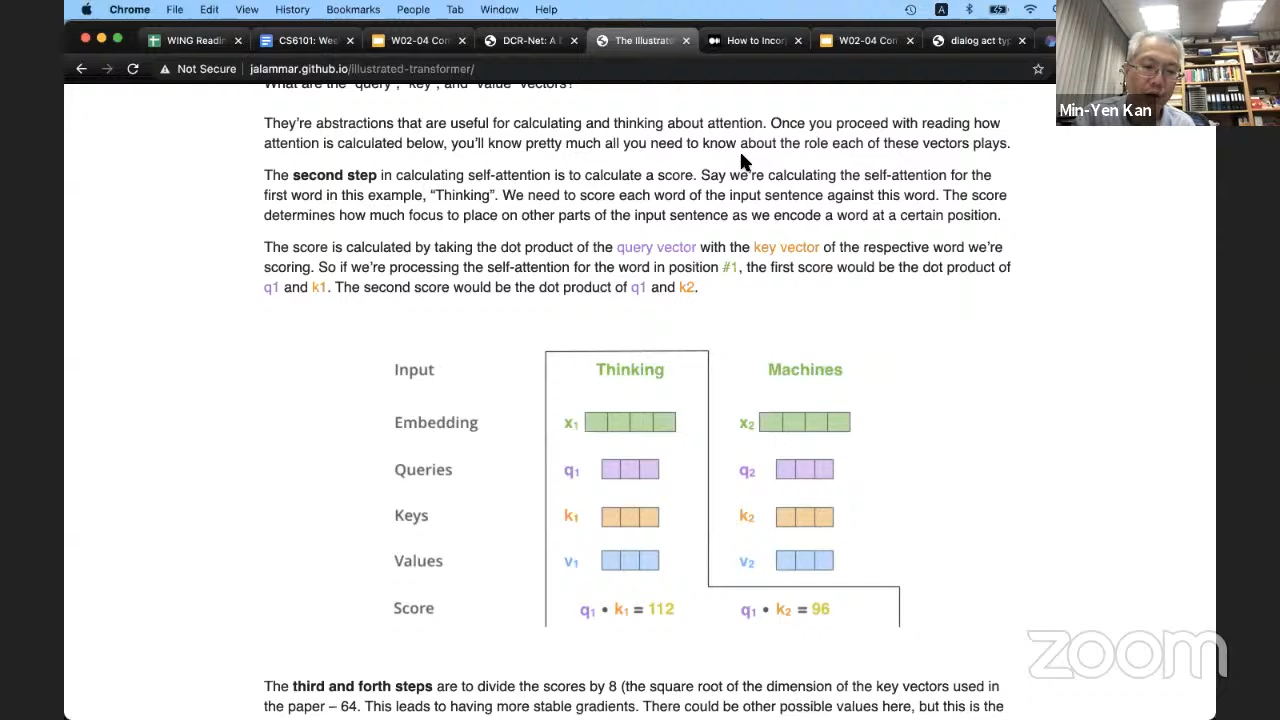 Chrome File Edit View History Bookmarks People Tab Window Help
WING Readin CS6101: Wee W02-04 Con DCR-Net: A D The Illustrat How to Incor W02-04 Con dialog act typ
Not Secure jalammar.github.io/illustrated-transformer/
What are the "query", "key", and "value" vectors?
They're abstractions that are useful for calculating and thinking about attention. Once you proceed with reading how
attention is calculated below, you'll know pretty much all you need to know about the role each of these vectors plays.
The second step in calculating self-attention is to calculate a score. Say we're calculating the self-attention for the
first word in this example, "Thinking". We need to score each word of the input sentence against this word. The score
determines how much focus to place on other parts of the input sentence as we encode a word at a certain position.
The score is calculated by taking the dot product of the query vector with the key vector of the respective word we're
scoring. So if we're processing the self-attention for the word in position #1, the first score would be the dot product of
q1 and k1. The second score would be the dot product of q1 and k2.
Input Thinking Machines
Embedding x1 x2
Queries q1 q2
Keys k1 k2
Values v1 v2
Score q1 • k1 = 112 q1 • k2 = 96
The third and forth steps are to divide the scores by 8 (the square root of the dimension of the key vectors used in
the paper – 64. This leads to having more stable gradients. There could be other possible values here, but this is the
Min-Yen Kan
zoom